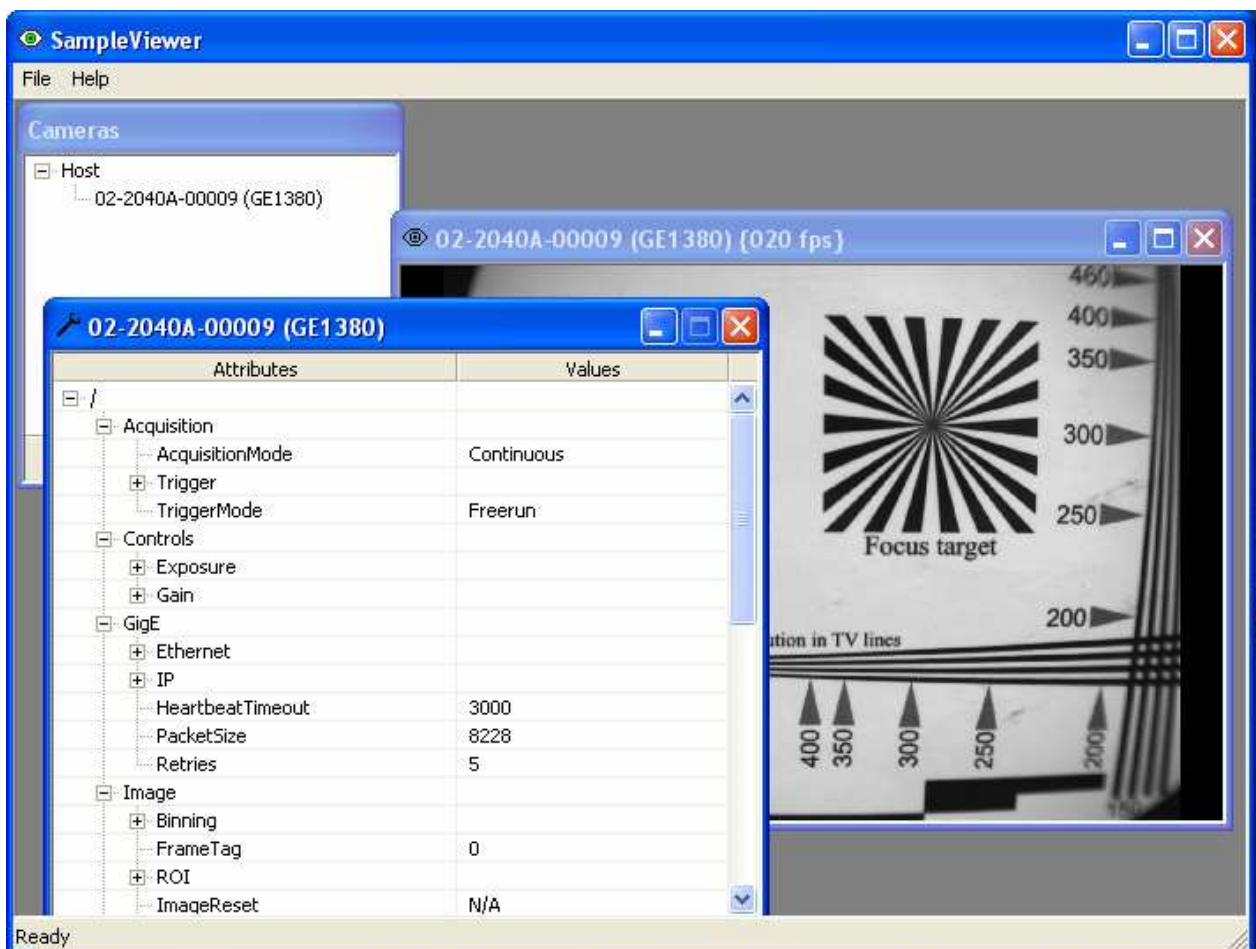 SampleViewer
File Help
Cameras
Host
02-2040A-00009 (GE1380)
02-2040A-00009 (GE1380) {020 fps}
460
400
350
300
250
200
Focus target
in TV lines
400
350
300
250
200
02-2040A-00009 (GE1380)
Attributes Values
/
Acquisition
AcquisitionMode Continuous
Trigger
TriggerMode Freerun
Controls
Exposure
Gain
GigE
Ethernet
IP
HeartbeatTimeout 3000
PacketSize 8228
Retries 5
Image
Binning
FrameTag 0
ROI
ImageReset N/A
Ready